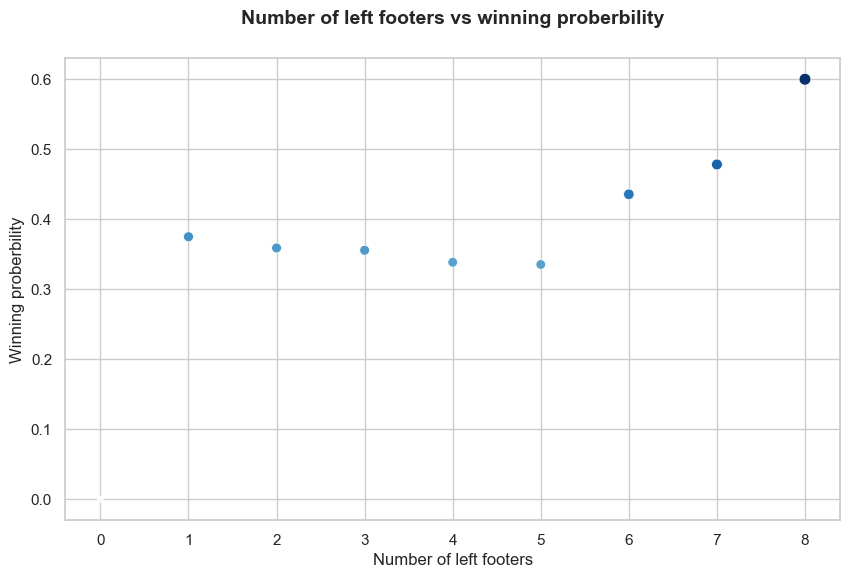 Number of left footers vs winning proberbility
0.6
0.5
0.4
0.3
0.2
0.1
0.0
Winning proberbility
0 1 2 3 4 5 6 7 8
Number of left footers